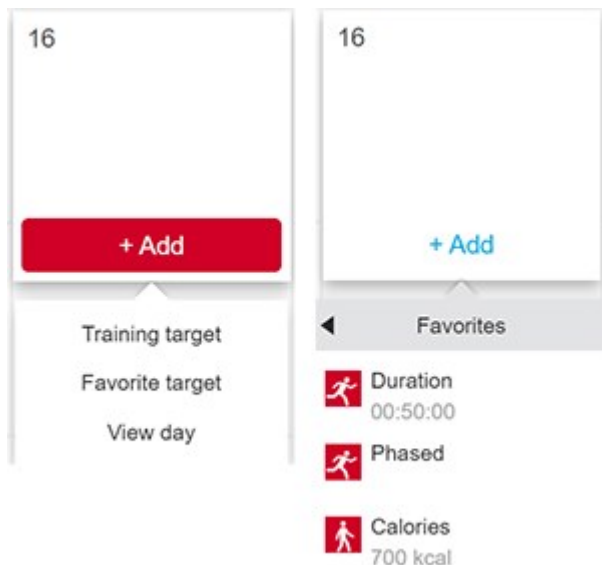 16
+ Add
Training target
Favorite target
View day
16
+ Add
Favorites
Duration
00:50:00
Phased
Calories
700 kcal